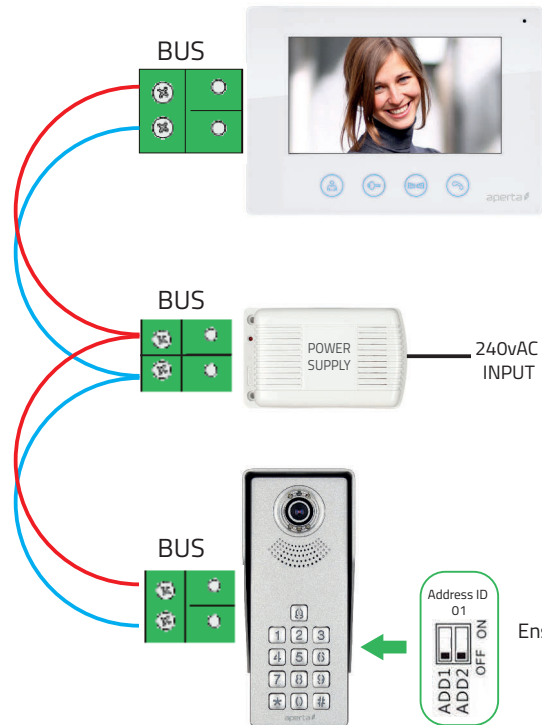 BUS
aperta
BUS
POWER
SUPPLY
240vAC
INPUT
BUS
1 2 3
4 5 6
7 8 9
* 0 #
aperta
Address ID
01
ADD1
ADD2
OFF ON
Ens